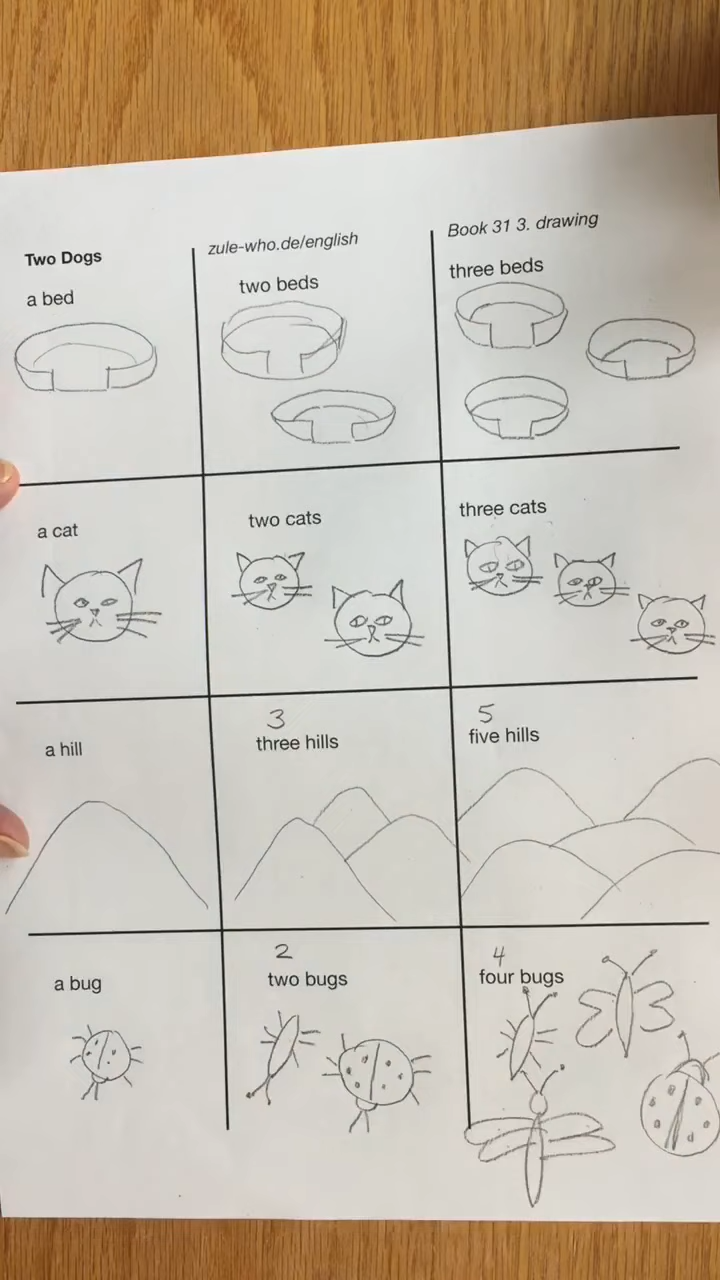 Two Dogs
zule-who.de/english
Book 31 3. drawing
a bed
two beds
three beds
a cat
two cats
three cats
a hill
3
three hills
5
five hills
a bug
2
two bugs
4
four bugs